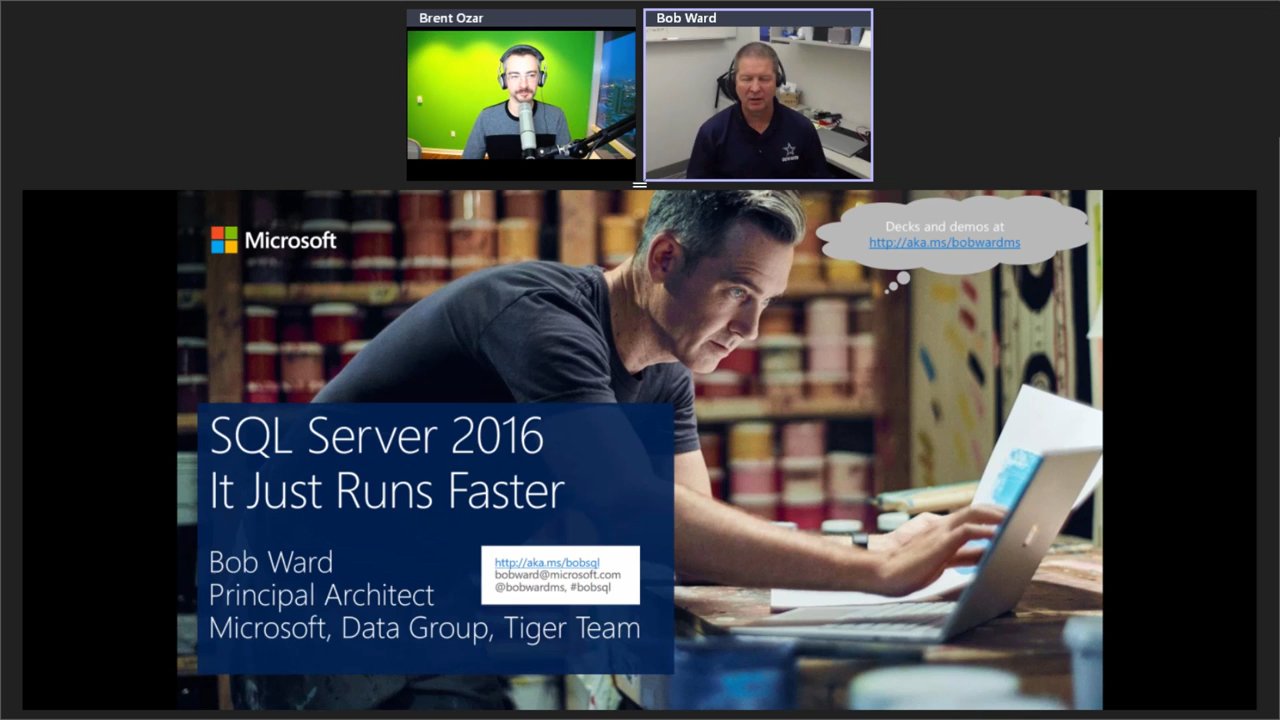 Brent Ozar
Bob Ward
Microsoft
Decks and demos at
http://aka.ms/bobwardms
SQL Server 2016
It Just Runs Faster
Bob Ward
Principal Architect
Microsoft, Data Group, Tiger Team
http://aka.ms/bobsql
bobward@microsoft.com
@bobwardms, #bobsql